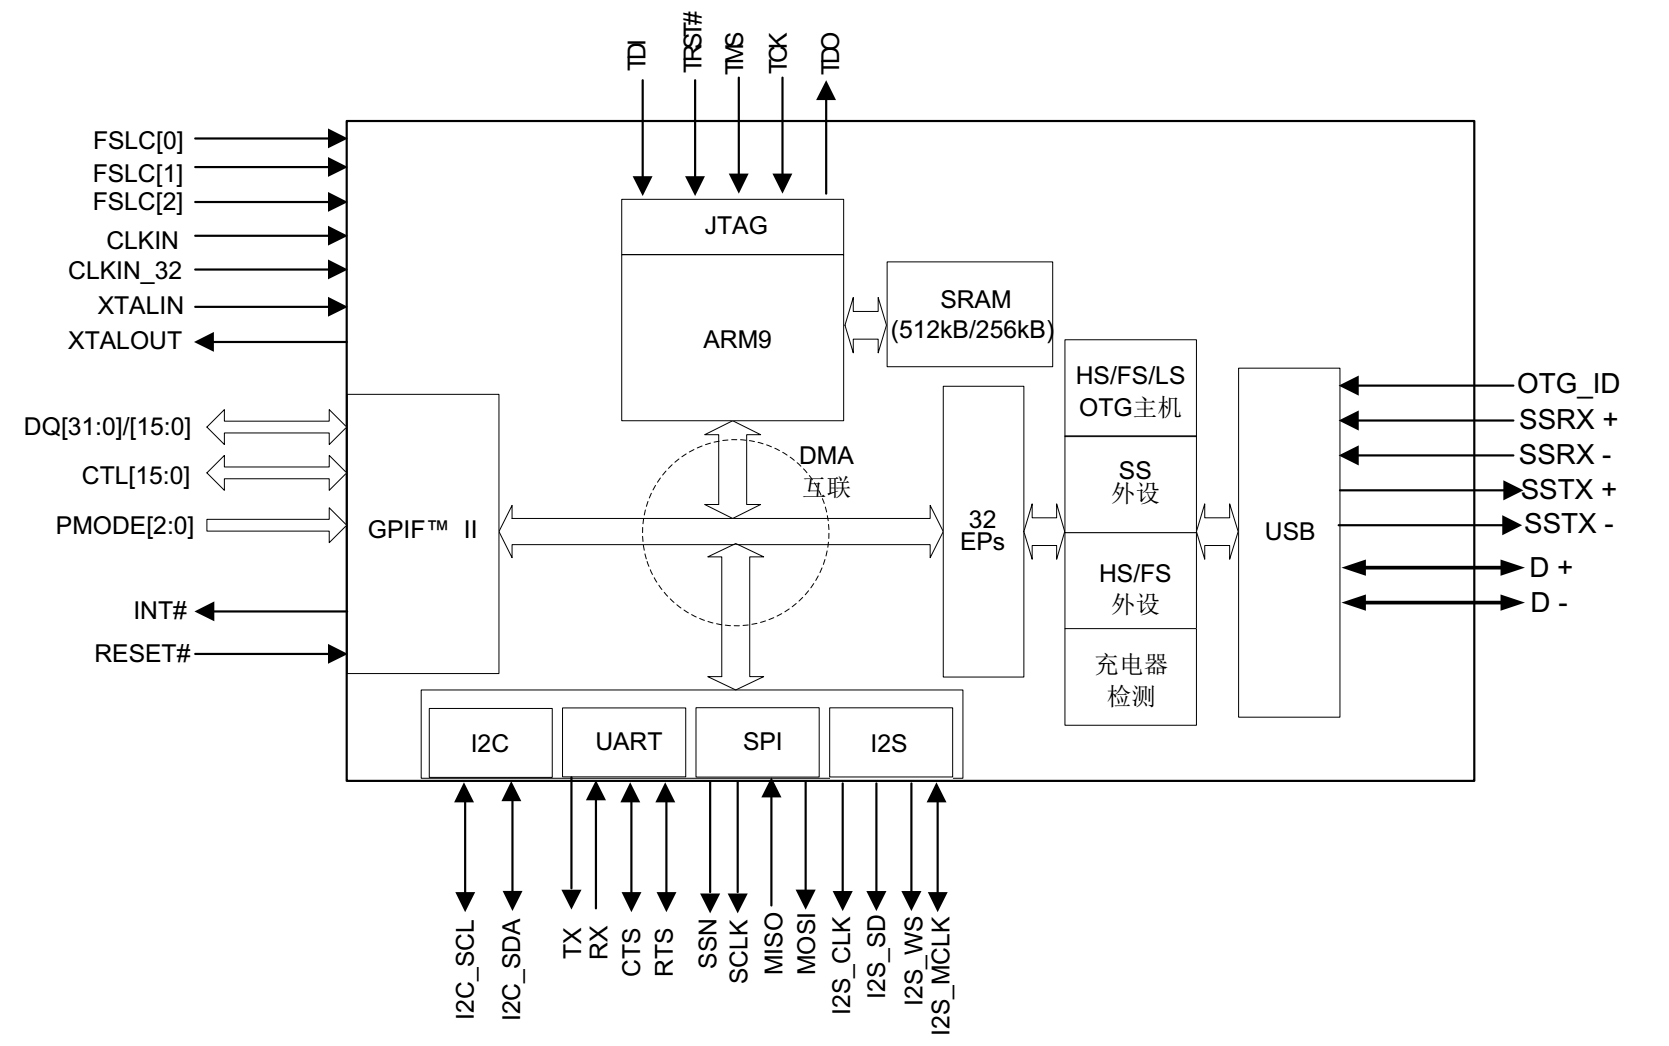 TDI
TRST#
TMS
TCK
TDO
FSLC[0]
FSLC[1]
FSLC[2]
CLKIN
CLKIN_32
XTALIN
XTALOUT
DQ[31:0]/[15:0]
CTL[15:0]
PMODE[2:0]
INT#
RESET#
JTAG
ARM9
SRAM
(512kB/256kB)
DMA
互联
GPIF™ II
32
EPs
HS/FS/LS
OTG主机
SS
外设
HS/FS
外设
充电器
检测
USB
OTG_ID
SSRX +
SSRX -
SSTX +
SSTX -
D +
D -
I2C
UART
SPI
I2S
I2C_SCL
I2C_SDA
TX
RX
CTS
RTS
SSN
SCLK
MISO
MOSI
I2S_CLK
I2S_SD
I2S_WS
I2S_MCLK